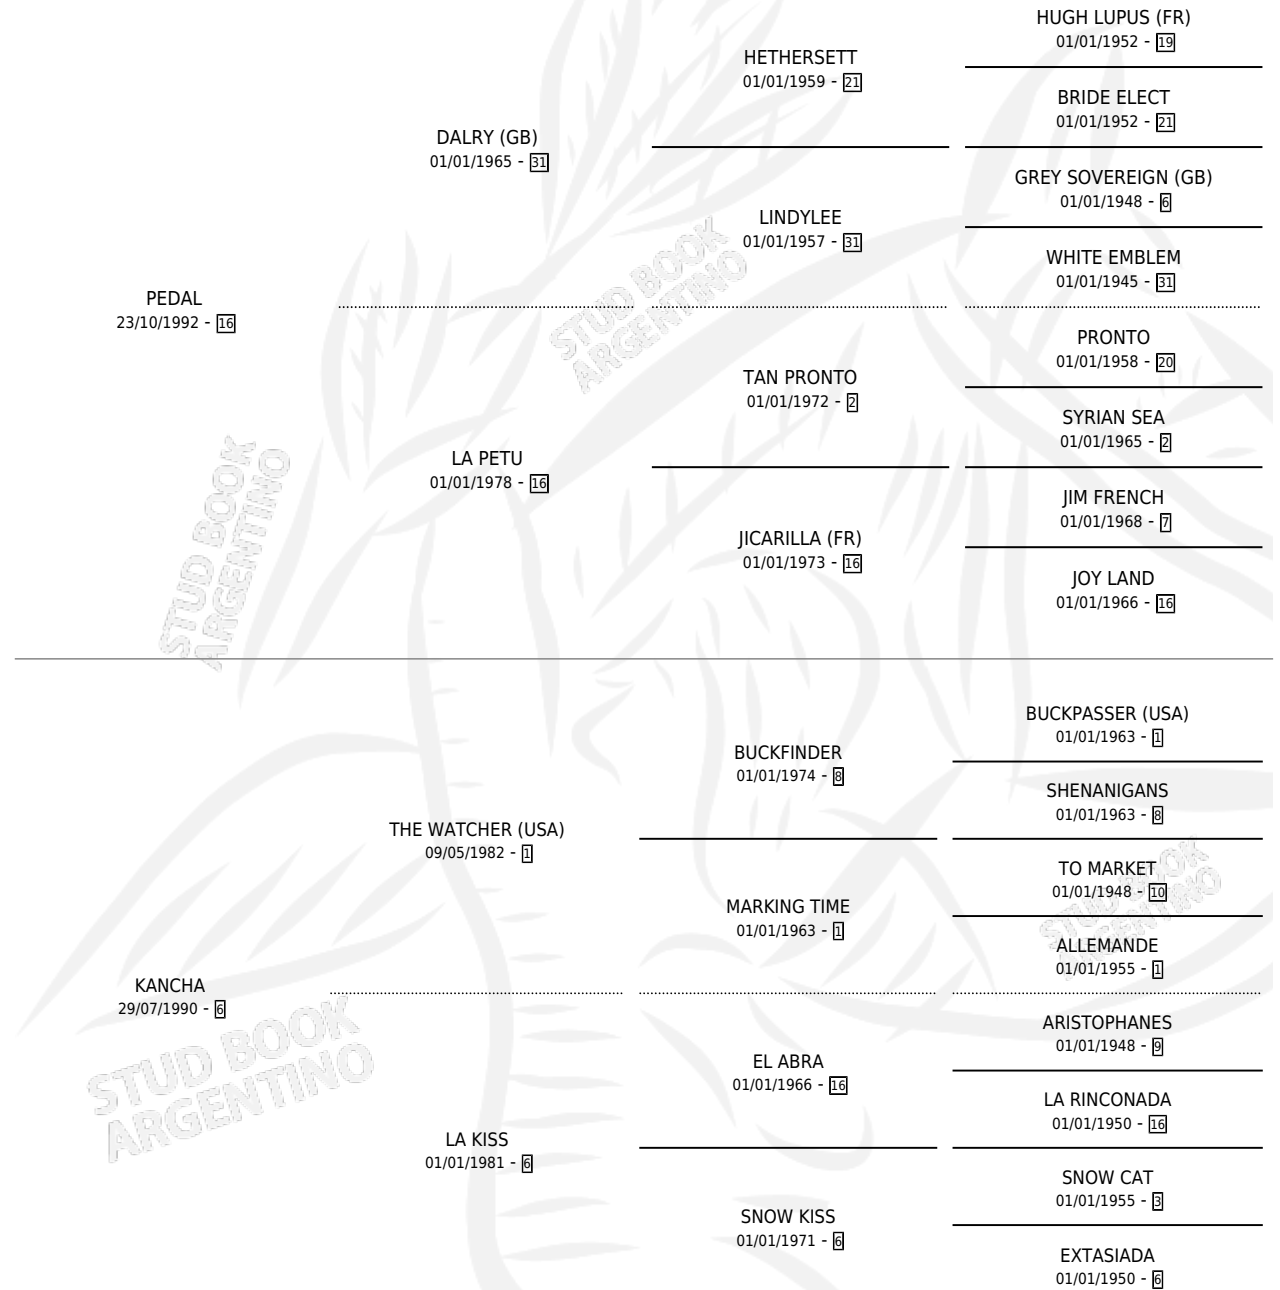 HUGH LUPUS (FR)
01/01/1952 - 19
HETHERSETT
01/01/1959 - 21
BRIDE ELECT
01/01/1952 - 21
DALRY (GB)
01/01/1965 - 31
GREY SOVEREIGN (GB)
01/01/1948 - 6
LINDYLEE
01/01/1957 - 31
WHITE EMBLEM
01/01/1945 - 31
STUD BOOK
ARGENTINO
PEDAL
23/10/1992 - 16
PRONTO
01/01/1958 - 20
TAN PRONTO
01/01/1972 - 2
SYRIAN SEA
01/01/1965 - 2
LA PETU
01/01/1978 - 16
JIM FRENCH
01/01/1968 - 7
JICARILLA (FR)
01/01/1973 - 16
JOY LAND
01/01/1966 - 16
STUD BOOK
ARGENTINO
BUCKPASSER (USA)
01/01/1963 - 1
BUCKFINDER
01/01/1974 - 8
SHENANIGANS
01/01/1963 - 8
THE WATCHER (USA)
09/05/1982 - 1
TO MARKET
01/01/1948 - 10
MARKING TIME
01/01/1963 - 1
ALLEMANDE
01/01/1955 - 1
STUD BOOK
ARGENTINO
KANCHA
29/07/1990 - 6
ARISTOPHANES
01/01/1948 - 9
EL ABRA
01/01/1966 - 16
LA RINCONADA
01/01/1950 - 16
STUD BOOK
ARGENTINO
LA KISS
01/01/1981 - 6
SNOW CAT
01/01/1955 - 3
SNOW KISS
01/01/1971 - 6
EXTASIADA
01/01/1950 - 6